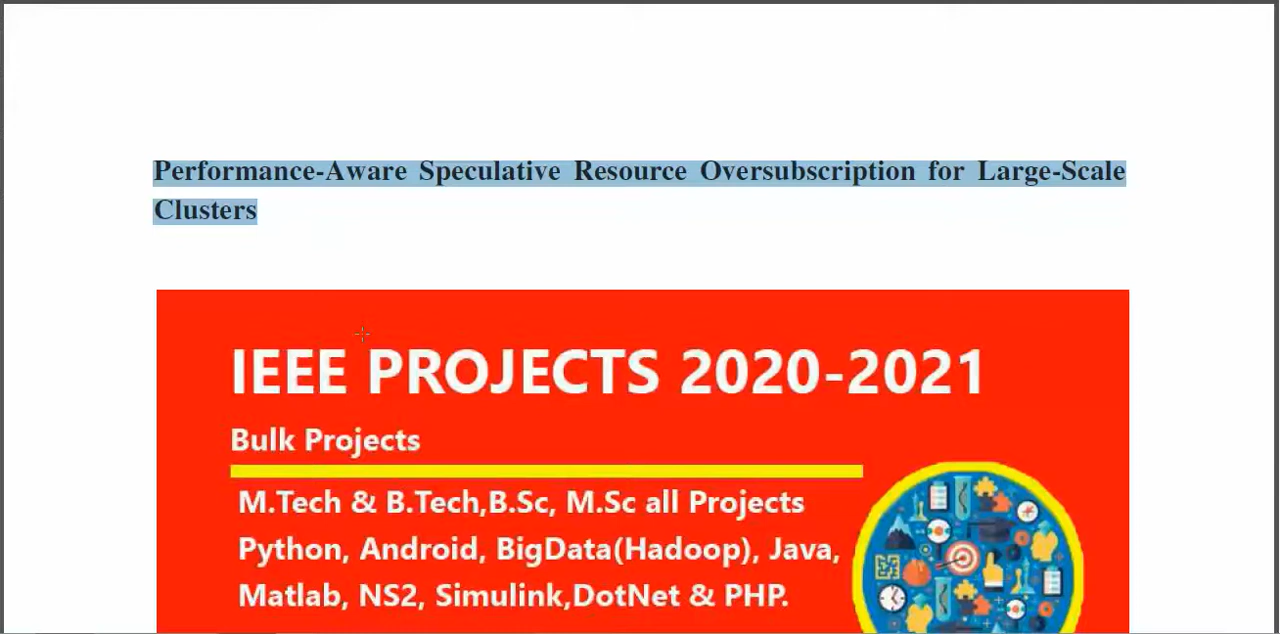 Performance-Aware Speculative Resource Oversubscription for Large-Scale
Clusters
IEEE PROJECTS 2020-2021
Bulk Projects
M.Tech & B.Tech,B.Sc, M.Sc all Projects
Python, Android, BigData(Hadoop), Java,
Matlab, NS2, Simulink,DotNet & PHP.